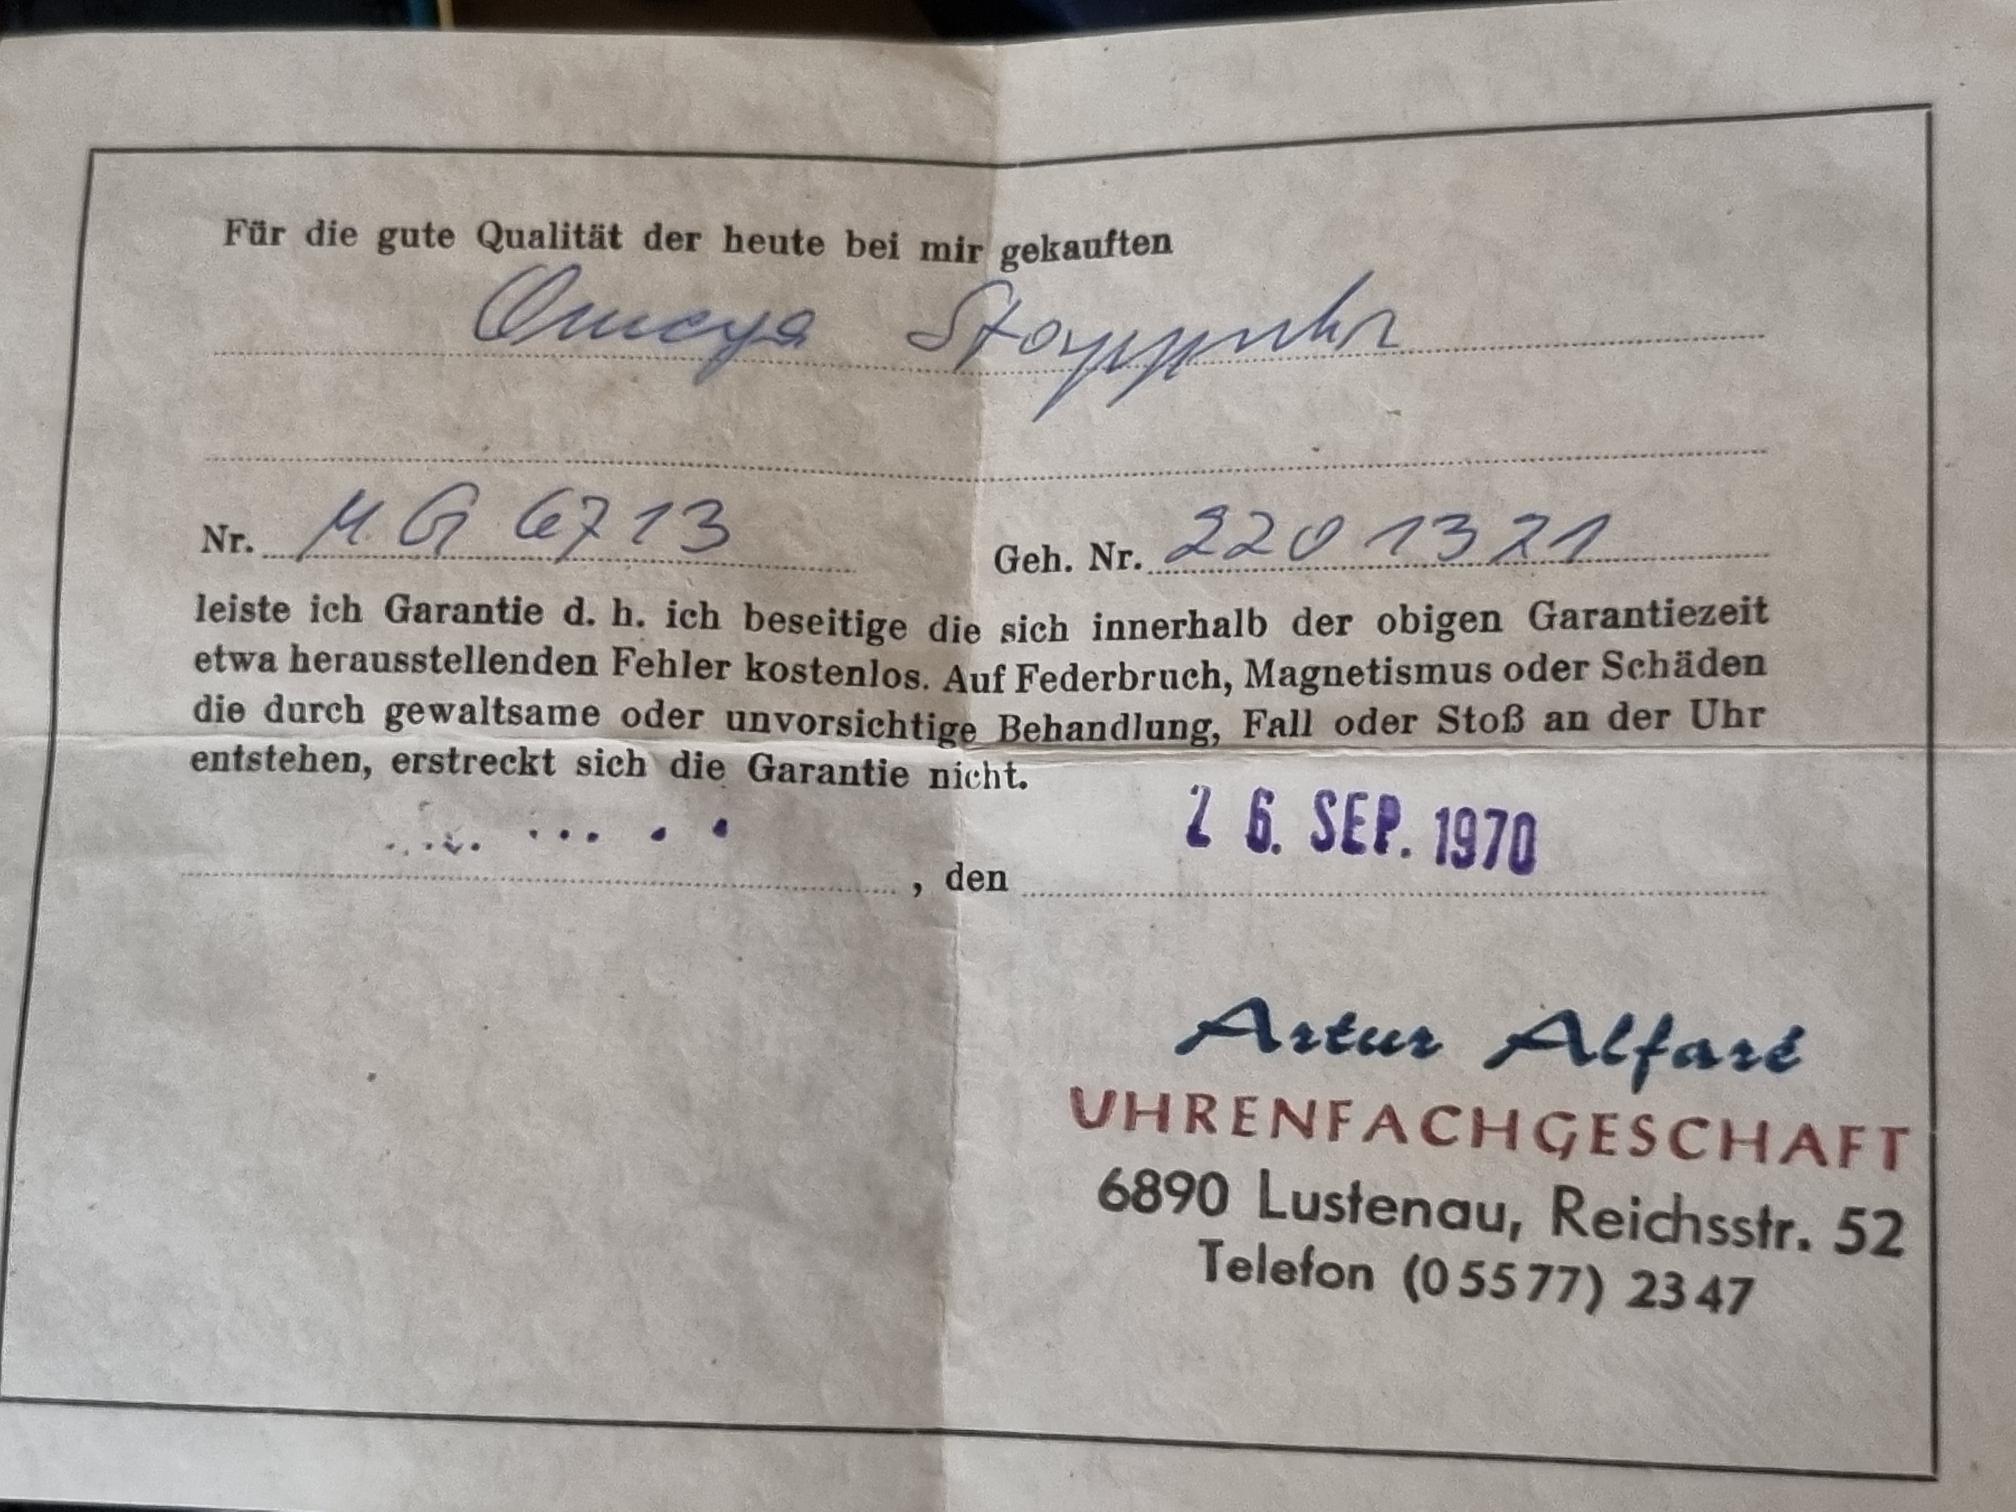 Für die gute Qualität der heute bei mir gekauften
Omega Stoppuhr
Nr. MG 6713 Geh. Nr. 2201321
leiste ich Garantie d. h. ich beseitige die sich innerhalb der obigen Garantiezeit
etwa herausstellenden Fehler kostenlos. Auf Federbruch, Magnetismus oder Schäden
die durch gewaltsame oder unvorsichtige Behandlung, Fall oder Stoß an der Uhr
entstehen, erstreckt sich die Garantie nicht.
, den 26. SEP. 1970
Artur Alfaré
UHRENFACHGESCHAFT
6890 Lustenau, Reichsstr. 52
Telefon (05577) 2347